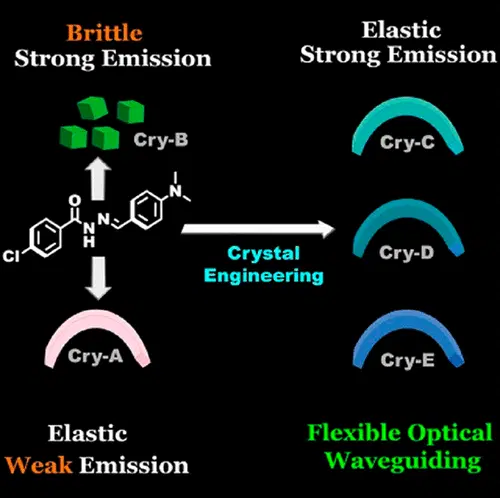 Brittle
Strong Emission
Elastic
Strong Emission
Cry-B
Cry-C
O
N
N
N
H
Cl
Crystal
Engineering
Cry-D
Cry-A
Cry-E
Elastic
Weak Emission
Flexible Optical
Waveguiding